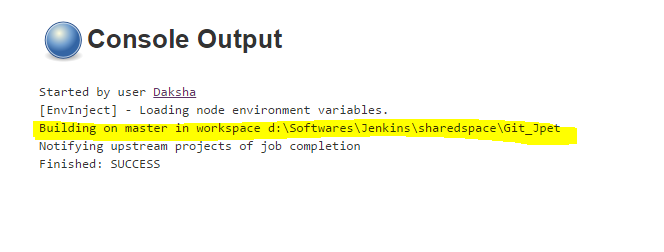 Console Output
Started by user Daksha
[EnvInject] - Loading node environment variables.
Building on master in workspace d:\Softwares\Jenkins\sharedspace\Git_Jpet
Notifying upstream projects of job completion
Finished: SUCCESS